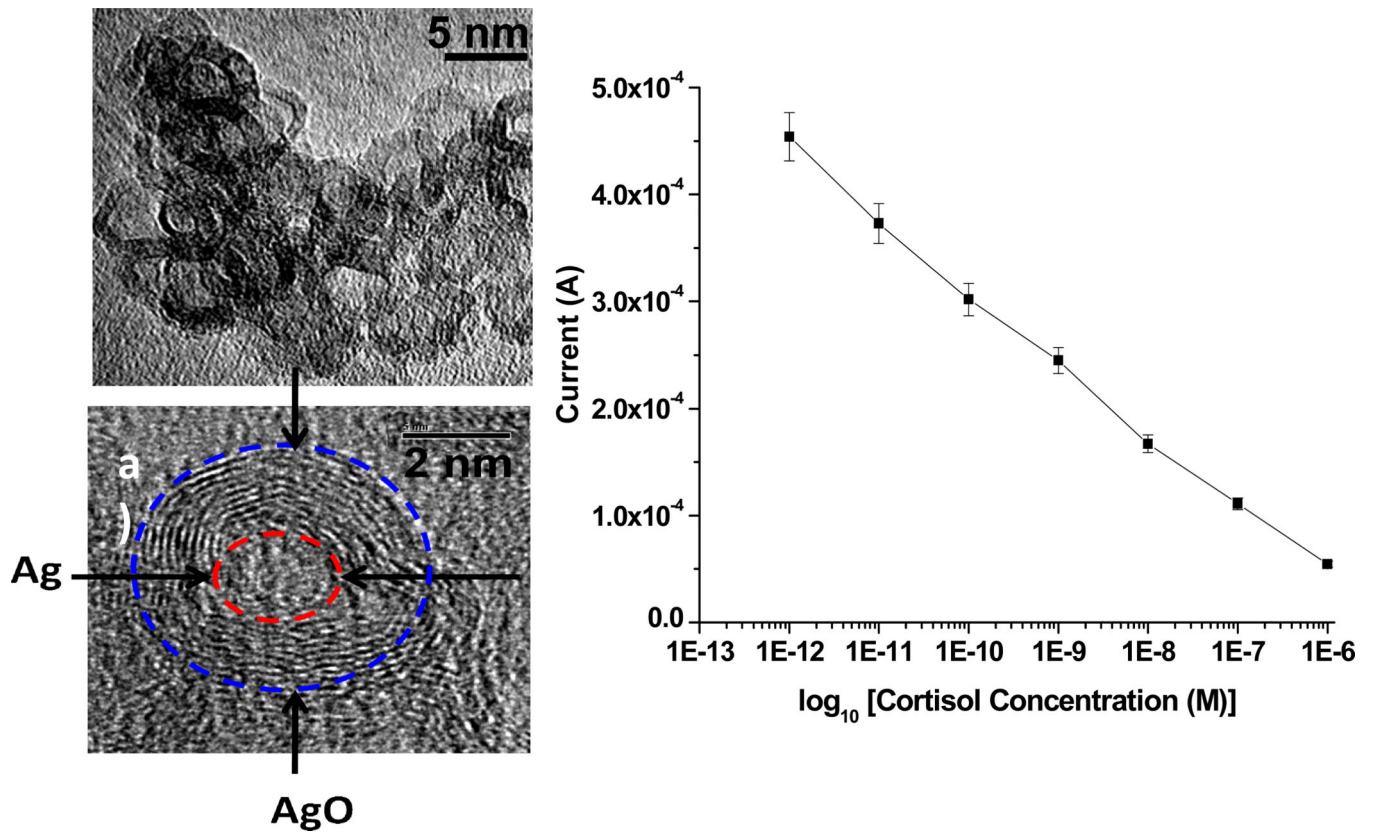 5 nm
2 nm
a
)
Ag
AgO
5.0x10⁻⁴
4.0x10⁻⁴
3.0x10⁻⁴
2.0x10⁻⁴
1.0x10⁻⁴
0.0
Current (A)
1E-13 1E-12 1E-11 1E-10 1E-9 1E-8 1E-7 1E-6
log₁₀ [Cortisol Concentration (M)]